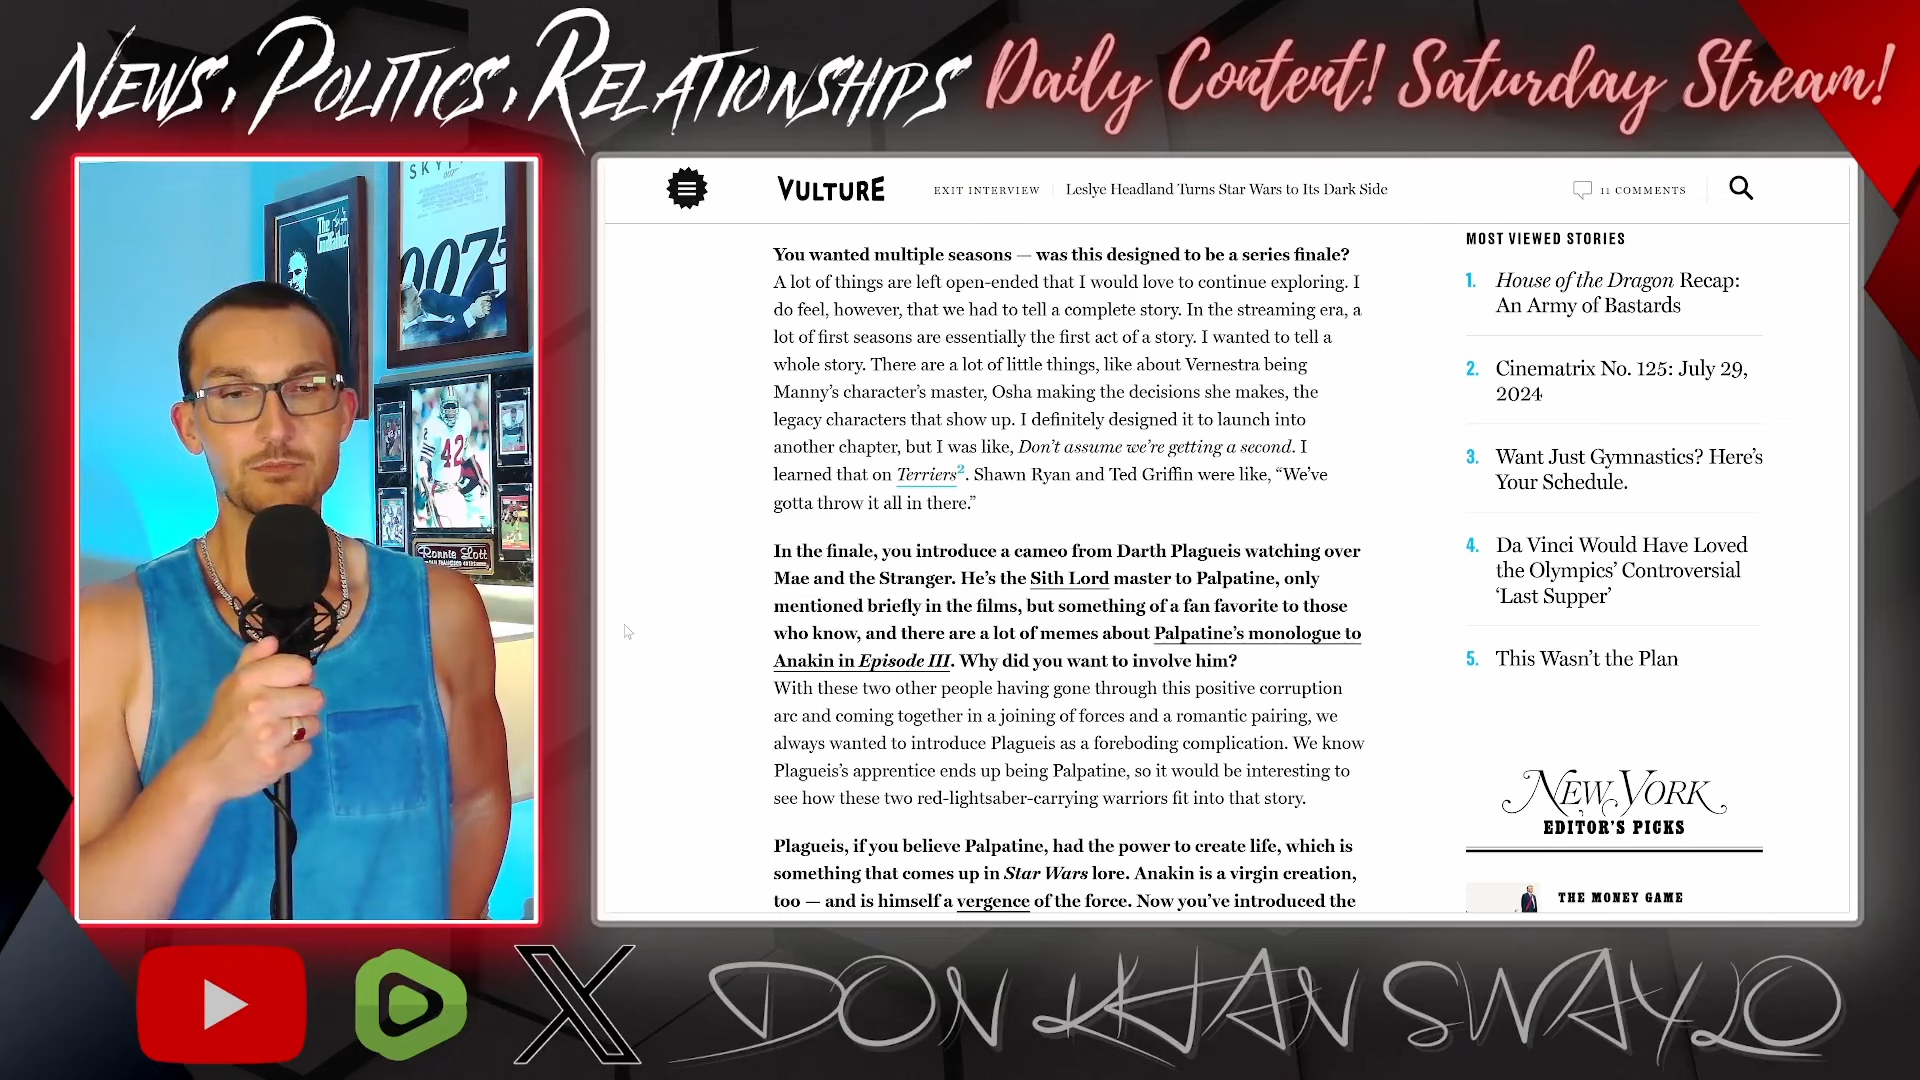 NEWS, POLITICS, RELATIONSHIPS
Daily Content! Saturday Stream!
SKYF
007
The Godfather
42
Ronnie Lott
VULTURE
EXIT INTERVIEW
Leslye Headland Turns Star Wars to Its Dark Side
11 COMMENTS
You wanted multiple seasons — was this designed to be a series finale?
A lot of things are left open-ended that I would love to continue exploring. I
do feel, however, that we had to tell a complete story. In the streaming era, a
lot of first seasons are essentially the first act of a story. I wanted to tell a
whole story. There are a lot of little things, like about Vernestra being
Manny’s character’s master, Osha making the decisions she makes, the
legacy characters that show up. I definitely designed it to launch into
another chapter, but I was like, Don’t assume we’re getting a second. I
learned that on Terriers2. Shawn Ryan and Ted Griffin were like, “We’ve
gotta throw it all in there.”
In the finale, you introduce a cameo from Darth Plagueis watching over
Mae and the Stranger. He’s the Sith Lord master to Palpatine, only
mentioned briefly in the films, but something of a fan favorite to those
who know, and there are a lot of memes about Palpatine’s monologue to
Anakin in Episode III. Why did you want to involve him?
With these two other people having gone through this positive corruption
arc and coming together in a joining of forces and a romantic pairing, we
always wanted to introduce Plagueis as a foreboding complication. We know
Plagueis’s apprentice ends up being Palpatine, so it would be interesting to
see how these two red-lightsaber-carrying warriors fit into that story.
Plagueis, if you believe Palpatine, had the power to create life, which is
something that comes up in Star Wars lore. Anakin is a virgin creation,
too — and is himself a vergence of the force. Now you’ve introduced the
MOST VIEWED STORIES
1. House of the Dragon Recap:
An Army of Bastards
2. Cinematrix No. 125: July 29,
2024
3. Want Just Gymnastics? Here’s
Your Schedule.
4. Da Vinci Would Have Loved
the Olympics’ Controversial
‘Last Supper’
5. This Wasn’t the Plan
NEW YORK
EDITOR’S PICKS
THE MONEY GAME
DON KHAN SWAYLO